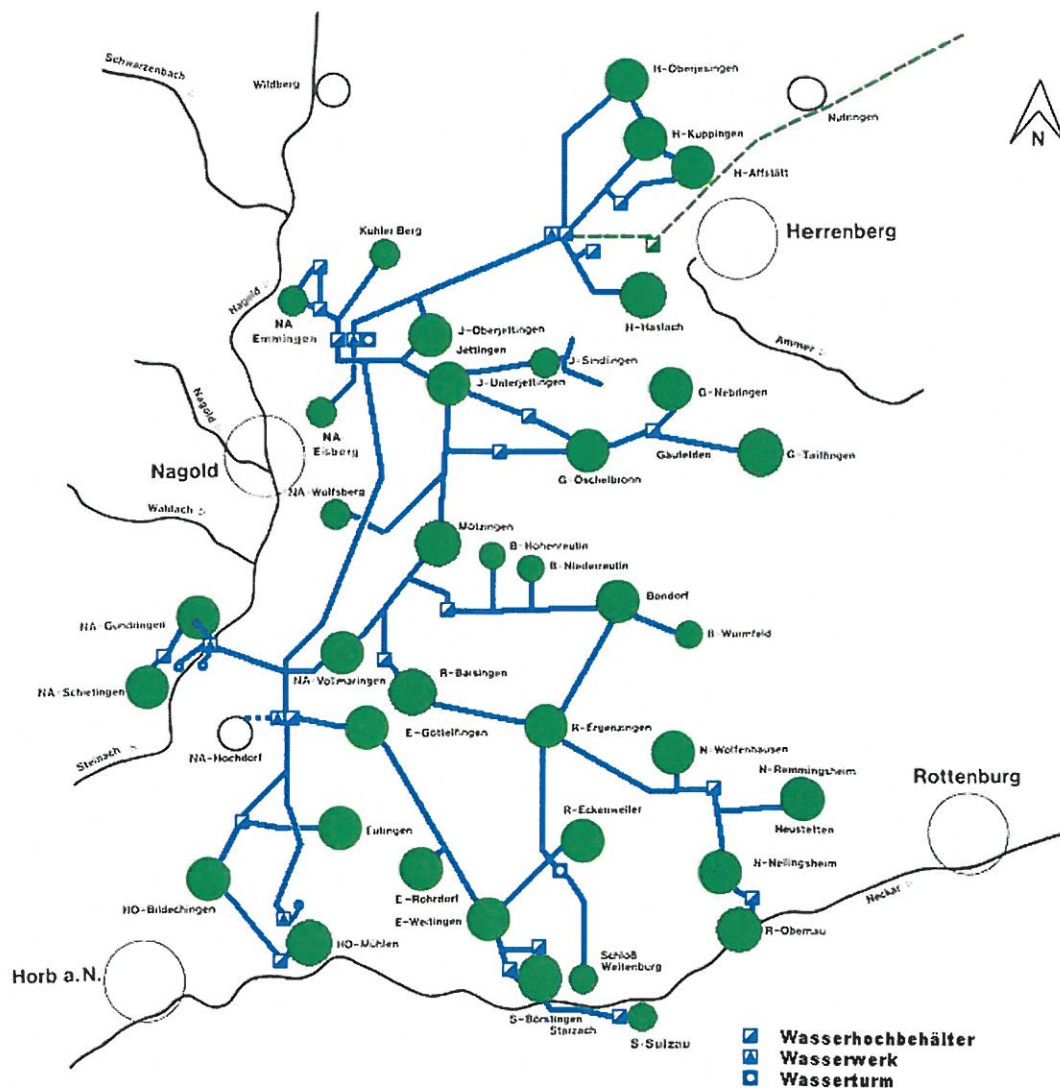 Schwarzenbach
Wildberg
H-Oberjesingen
Nufringen
N
H-Kuppingen
H-Affstätt
Kühler Berg
Herrenberg
Nagold
NA
Emmingen
J-Oberjettingen
Jettingen
H-Haslach
Ammer
J-Sindlingen
J-Unterjettingen
G-Nebringen
Nagold
NA
Eisberg
Nagold
Gäufelden
G-Tailfingen
G-Öschelbronn
NA-Wolfsberg
Waldach
Mötzingen
B-Hohenreutin
B-Niederreutin
Bondorf
NA-Gündringen
B-Wurmfeld
NA-Vollmaringen
R-Baisingen
NA-Schietingen
E-Göttelfingen
R-Ergenzingen
NA-Hochdorf
Steinach
N-Wolfenhausen
N-Remmingsheim
Rottenburg
R-Eckenweiler
Neustetten
Eutingen
N-Nellingsheim
E-Rohrdorf
Neckar
HO-Bildechingen
E-Weitingen
R-Obernau
HO-Mühlen
Schloß
Weitenburg
Horb a.N.
S-Börstingen
Starzach
S-Sulzau
Wasserhochbehälter
Wasserwerk
Wasserturm